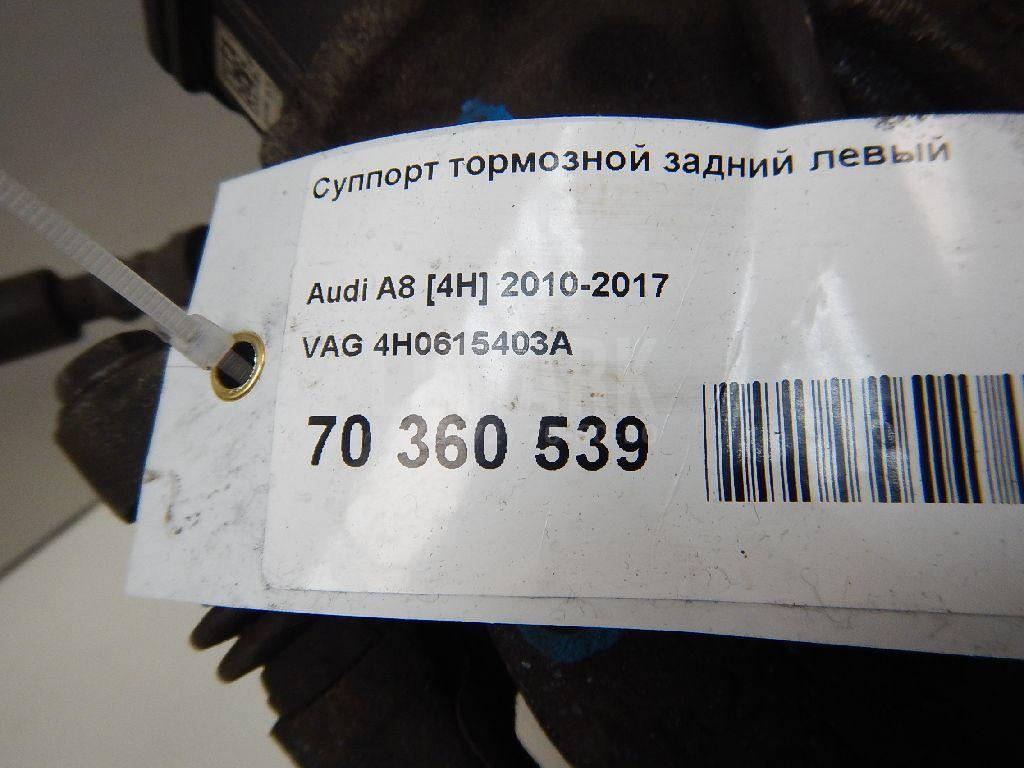 Суппорт тормозной задний левый
Audi A8 [4H] 2010-2017
VAG 4H0615403A
70 360 539